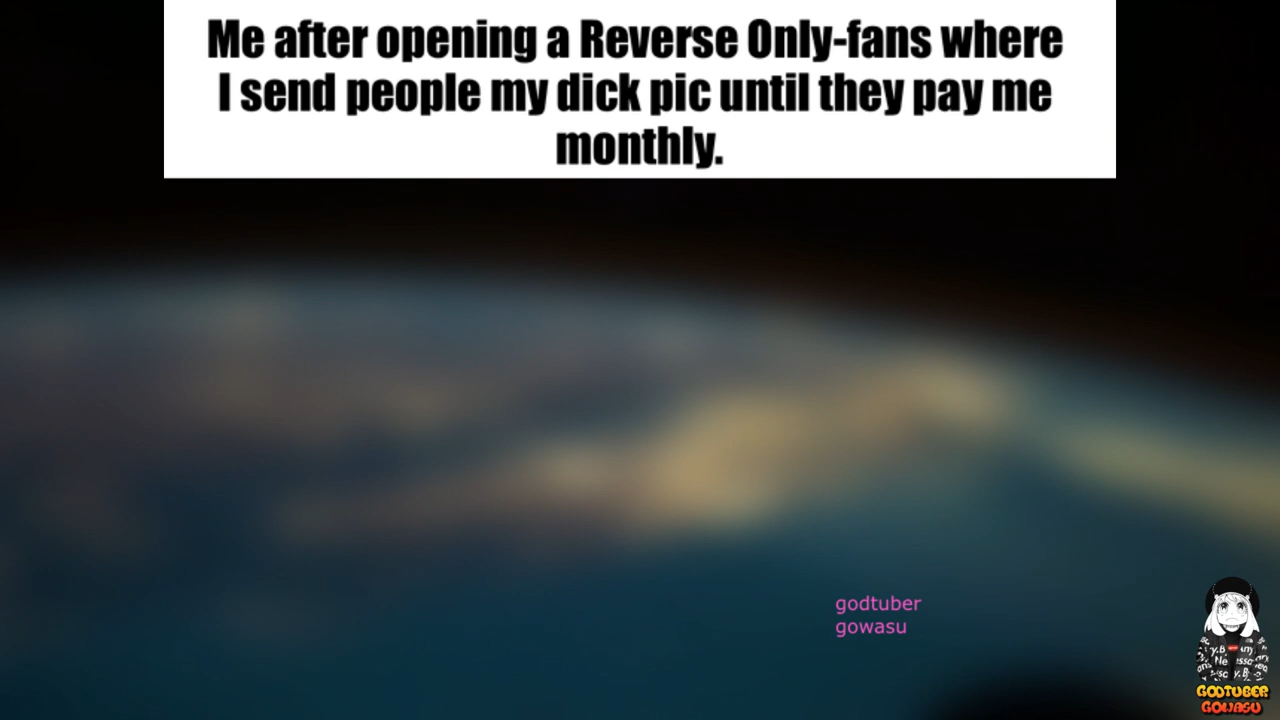 Me after opening a Reverse Only-fans where
I send people my dick pic until they pay me
monthly.
godtuber
gowasu
GODTUBER
GOWASU